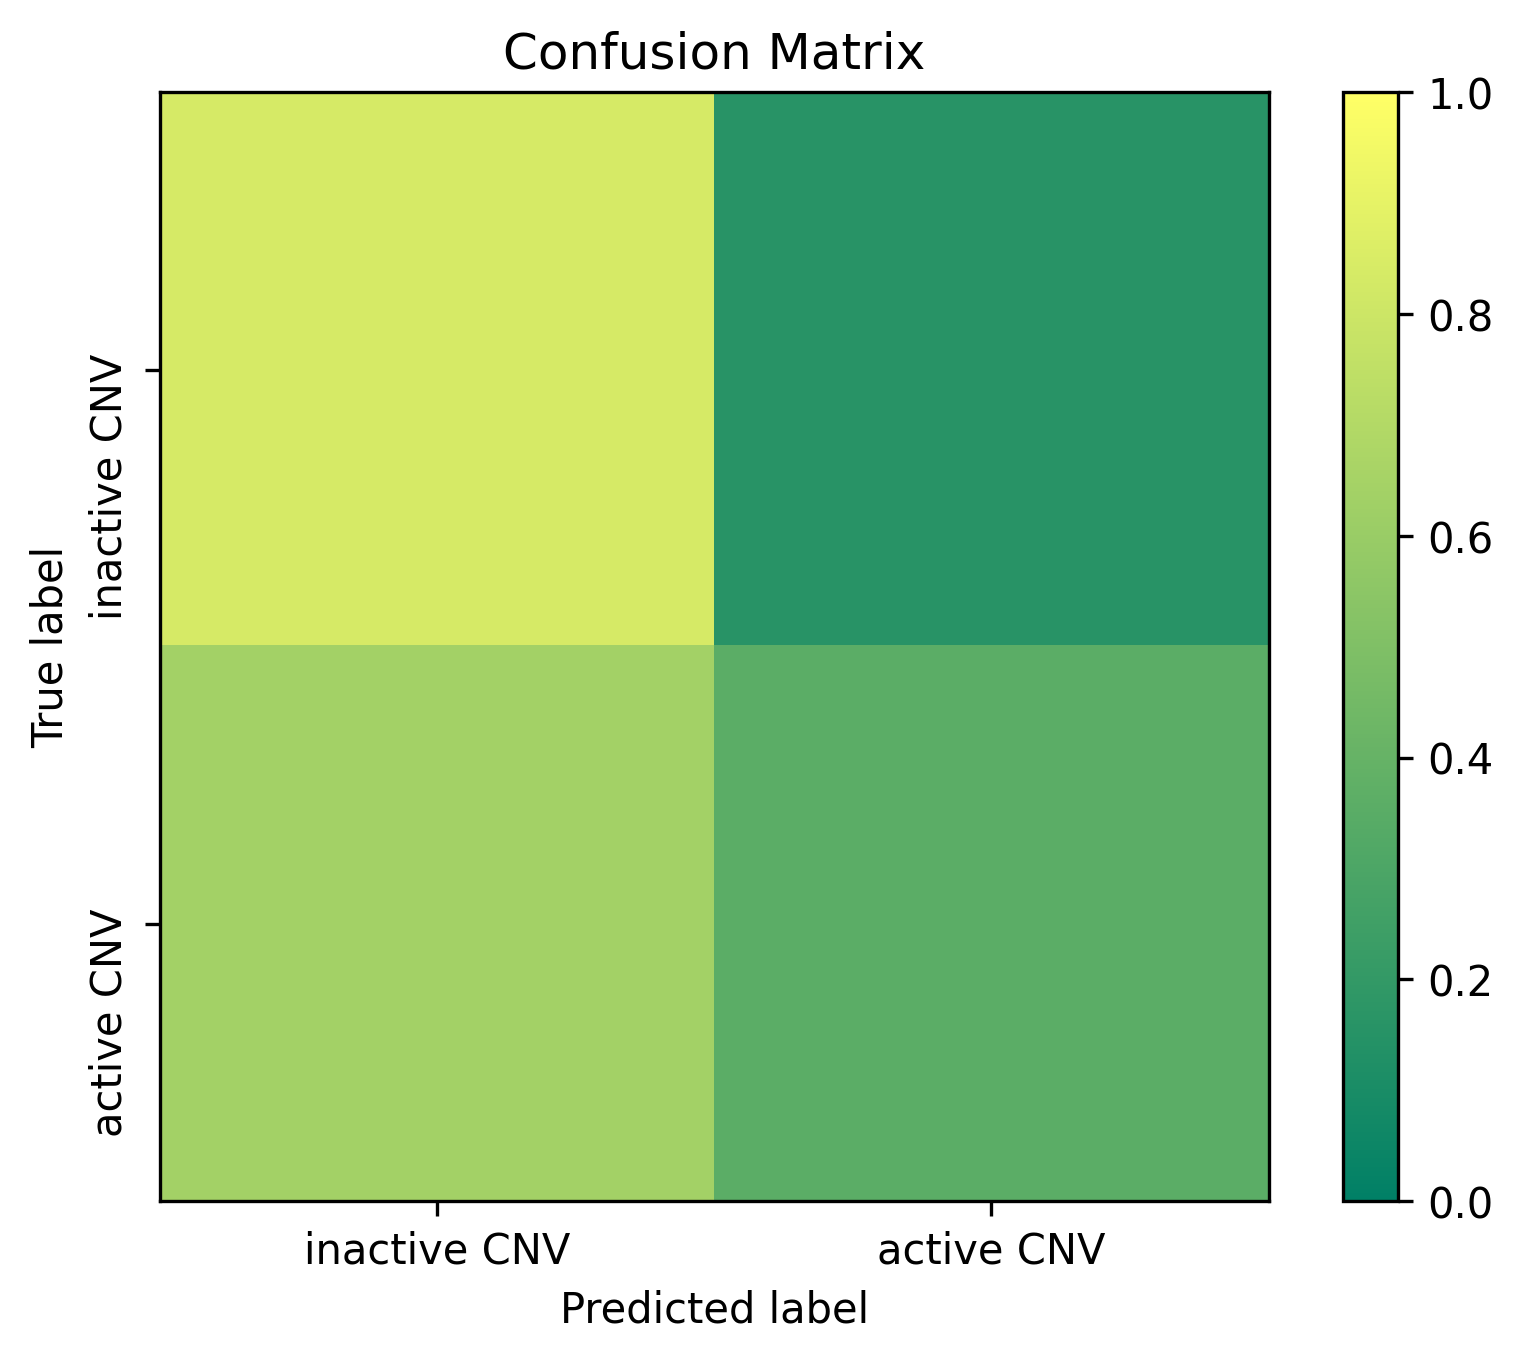 Confusion Matrix
True label
inactive CNV
active CNV
inactive CNV
active CNV
Predicted label
1.0
0.8
0.6
0.4
0.2
0.0